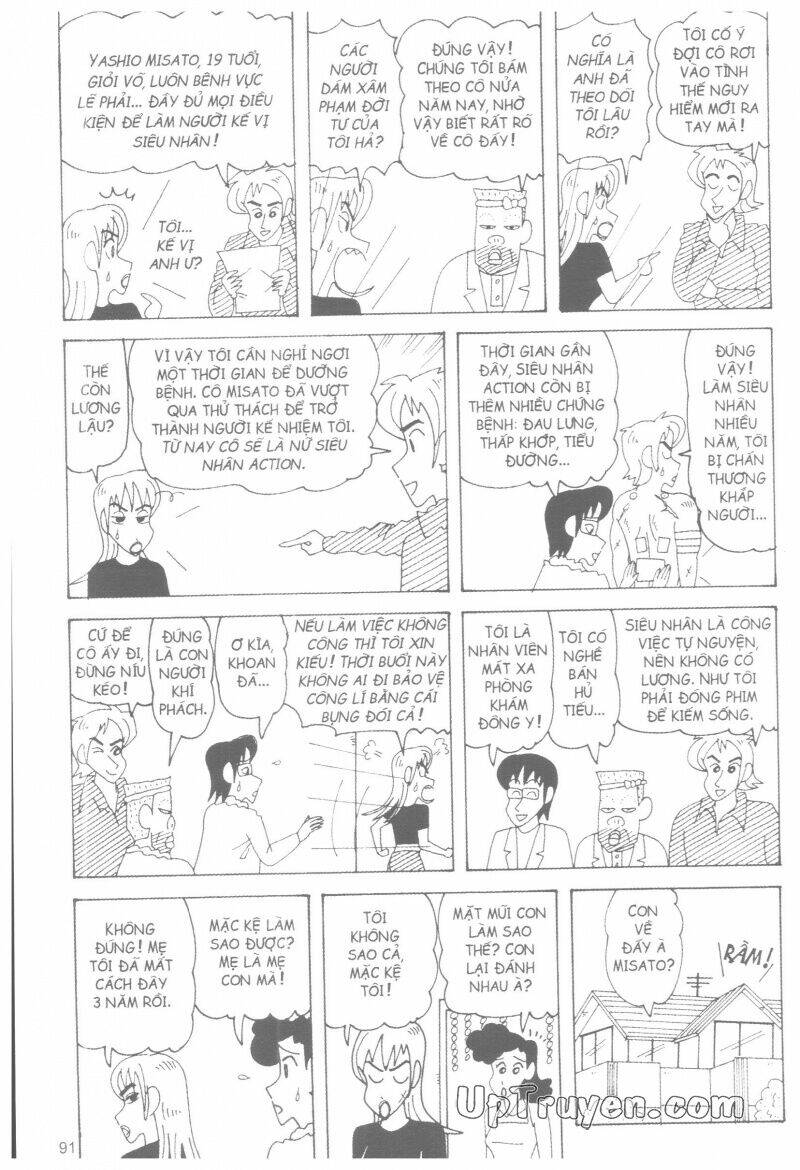 TÔI CÓ Ý
ĐỢI CÔ RƠI
VÀO TÌNH
THẾ NGUY
HIỂM MỚI RA
TAY MÀ!
CÓ
NGHĨA LÀ
ANH ĐÃ
THEO DÕI
TÔI LÂU
RỒI?
ĐÚNG VẬY!
CHÚNG TÔI BÁM
THEO CÔ NỬA
NĂM NAY, NHỜ
VẬY BIẾT RẤT RÕ
VỀ CÔ ĐẤY!
CÁC
NGƯỜI
DÁM XÂM
PHẠM ĐỜI
TƯ CỦA
TÔI HẢ?
YASHIO MISATO, 19 TUỔI,
GIỎI VÕ, LUÔN BÊNH VỰC
LẼ PHẢI... ĐẦY ĐỦ MỌI ĐIỀU
KIỆN ĐỂ LÀM NGƯỜI KẾ VỊ
SIÊU NHÂN!
TÔI...
KẾ VỊ
ANH Ư?
ĐÚNG
VẬY!
LÀM SIÊU
NHÂN
NHIỀU
NĂM, TÔI
BỊ CHẤN
THƯƠNG
KHẮP
NGƯỜI...
THỜI GIAN GẦN
ĐÂY, SIÊU NHÂN
ACTION CÒN BỊ
THÊM NHIỀU CHỨNG
BỆNH: ĐAU LƯNG,
THẤP KHỚP, TIỂU
ĐƯỜNG...
VÌ VẬY TÔI CẦN NGHỈ NGƠI
MỘT THỜI GIAN ĐỂ DƯỠNG
BỆNH. CÔ MISATO ĐÃ VƯỢT
QUA THỬ THÁCH ĐỂ TRỞ
THÀNH NGƯỜI KẾ NHIỆM TÔI.
TỪ NAY CÔ SẼ LÀ NỮ SIÊU
NHÂN ACTION.
THẾ
CÒN
LƯƠNG
LẬU?
SIÊU NHÂN LÀ CÔNG
VIỆC TỰ NGUYỆN,
NÊN KHÔNG CÓ
LƯƠNG. NHƯ TÔI
PHẢI ĐÓNG PHIM
ĐỂ KIẾM SỐNG.
TÔI CÓ
NGHỀ
BÁN
HỦ
TIẾU...
TÔI LÀ
NHÂN VIÊN
MÁT XA
PHÒNG
KHÁM
ĐÔNG Y!
NẾU LÀM VIỆC KHÔNG
CÔNG THÌ TÔI XIN
KIẾU! THỜI BUỔI NÀY
KHÔNG AI ĐI BẢO VỆ
CÔNG LÍ BẰNG CÁI
BỤNG ĐÓI CẢ!
Ơ KÌA,
KHOAN
ĐÃ...
ĐÚNG
LÀ CON
NGƯỜI
KHÍ
PHÁCH.
CỨ ĐỂ
CÔ ẤY ĐI,
ĐỪNG NÍU
KÉO!
CON
VỀ
ĐẤY À
MISATO?
RẦM!
MẶT MŨI CON
LÀM SAO
THẾ? CON
LẠI ĐÁNH
NHAU À?
TÔI
KHÔNG
SAO CẢ,
MẶC KỆ
TÔI!
MẶC KỆ LÀM
SAO ĐƯỢC?
MẸ LÀ MẸ
CON MÀ!
KHÔNG
ĐÚNG! MẸ
TÔI ĐÃ MẤT
CÁCH ĐÂY
3 NĂM RỒI.
UpTruyen.com
91